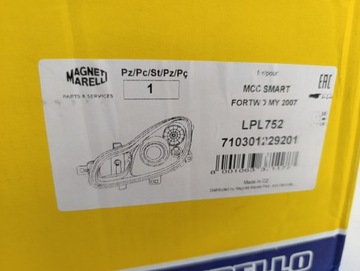 MAGNETI
MARELLI
PARTS & SERVICES
Pz/Pc/St/Pz/Pç
1
MCC SMART
FORTWO MY 2007
EAC
LPL752
710301229201
Made in CZ